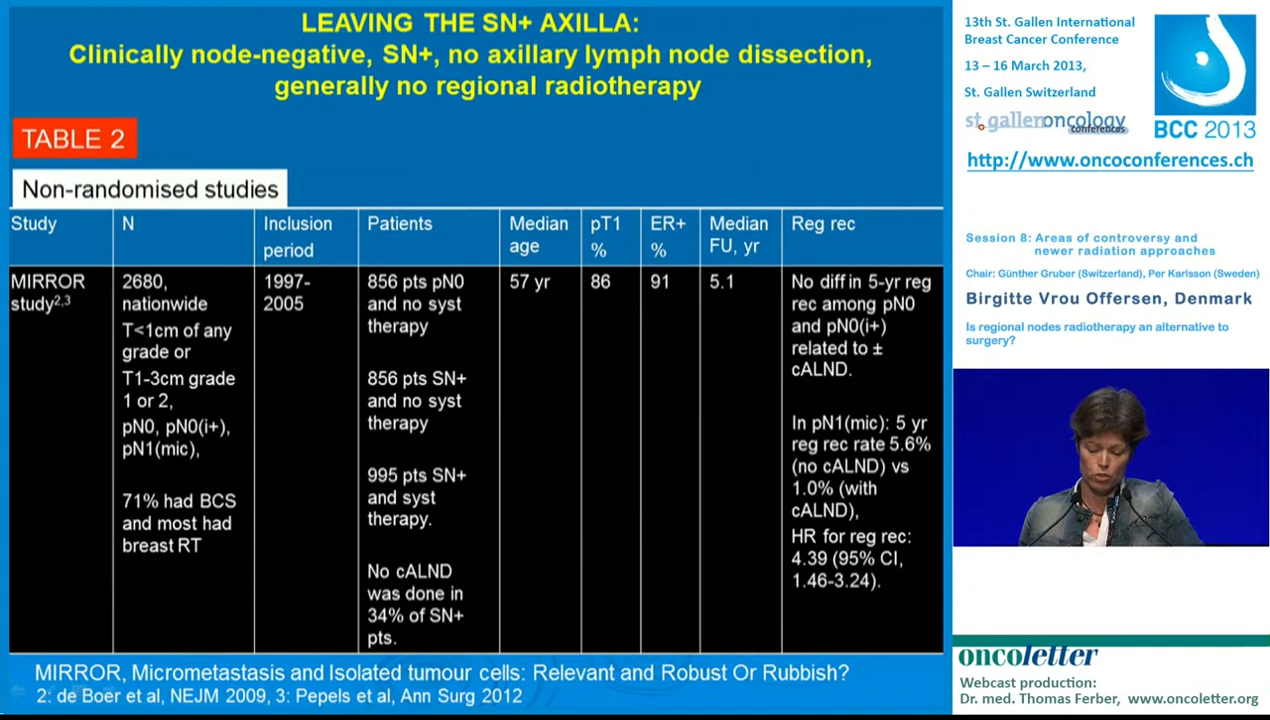 LEAVING THE SN+ AXILLA:
Clinically node-negative, SN+, no axillary lymph node dissection,
generally no regional radiotherapy
TABLE 2
Non-randomised studies
Study
N
Inclusion
period
Patients
Median
age
pT1
%
ER+
%
Median
FU, yr
Reg rec
MIRROR
study2,3
2680,
nationwide
T<1cm of any
grade or
T1-3cm grade
1 or 2,
pN0, pN0(i+),
pN1(mic),
71% had BCS
and most had
breast RT
1997-
2005
856 pts pN0
and no syst
therapy
856 pts SN+
and no syst
therapy
995 pts SN+
and syst
therapy.
No cALND
was done in
34% of SN+
pts.
57 yr
86
91
5.1
No diff in 5-yr reg
rec among pN0
and pN0(i+)
related to ±
cALND.
In pN1(mic): 5 yr
reg rec rate 5.6%
(no cALND) vs
1.0% (with
cALND),
HR for reg rec:
4.39 (95% CI,
1.46-3.24).
MIRROR, Micrometastasis and Isolated tumour cells: Relevant and Robust Or Rubbish?
2: de Boer et al, NEJM 2009, 3: Pepels et al, Ann Surg 2012
13th St. Gallen International
Breast Cancer Conference
13 – 16 March 2013,
St. Gallen Switzerland
st.gallenoncology
conferences
BCC 2013
http://www.oncoconferences.ch
Session 8: Areas of controversy and
newer radiation approaches
Chair: Günther Gruber (Switzerland), Per Karlsson (Sweden)
Birgitte Vrou Offersen, Denmark
Is regional nodes radiotherapy an alternative to
surgery?
oncoletter
Webcast production:
Dr. med. Thomas Ferber, www.oncoletter.org